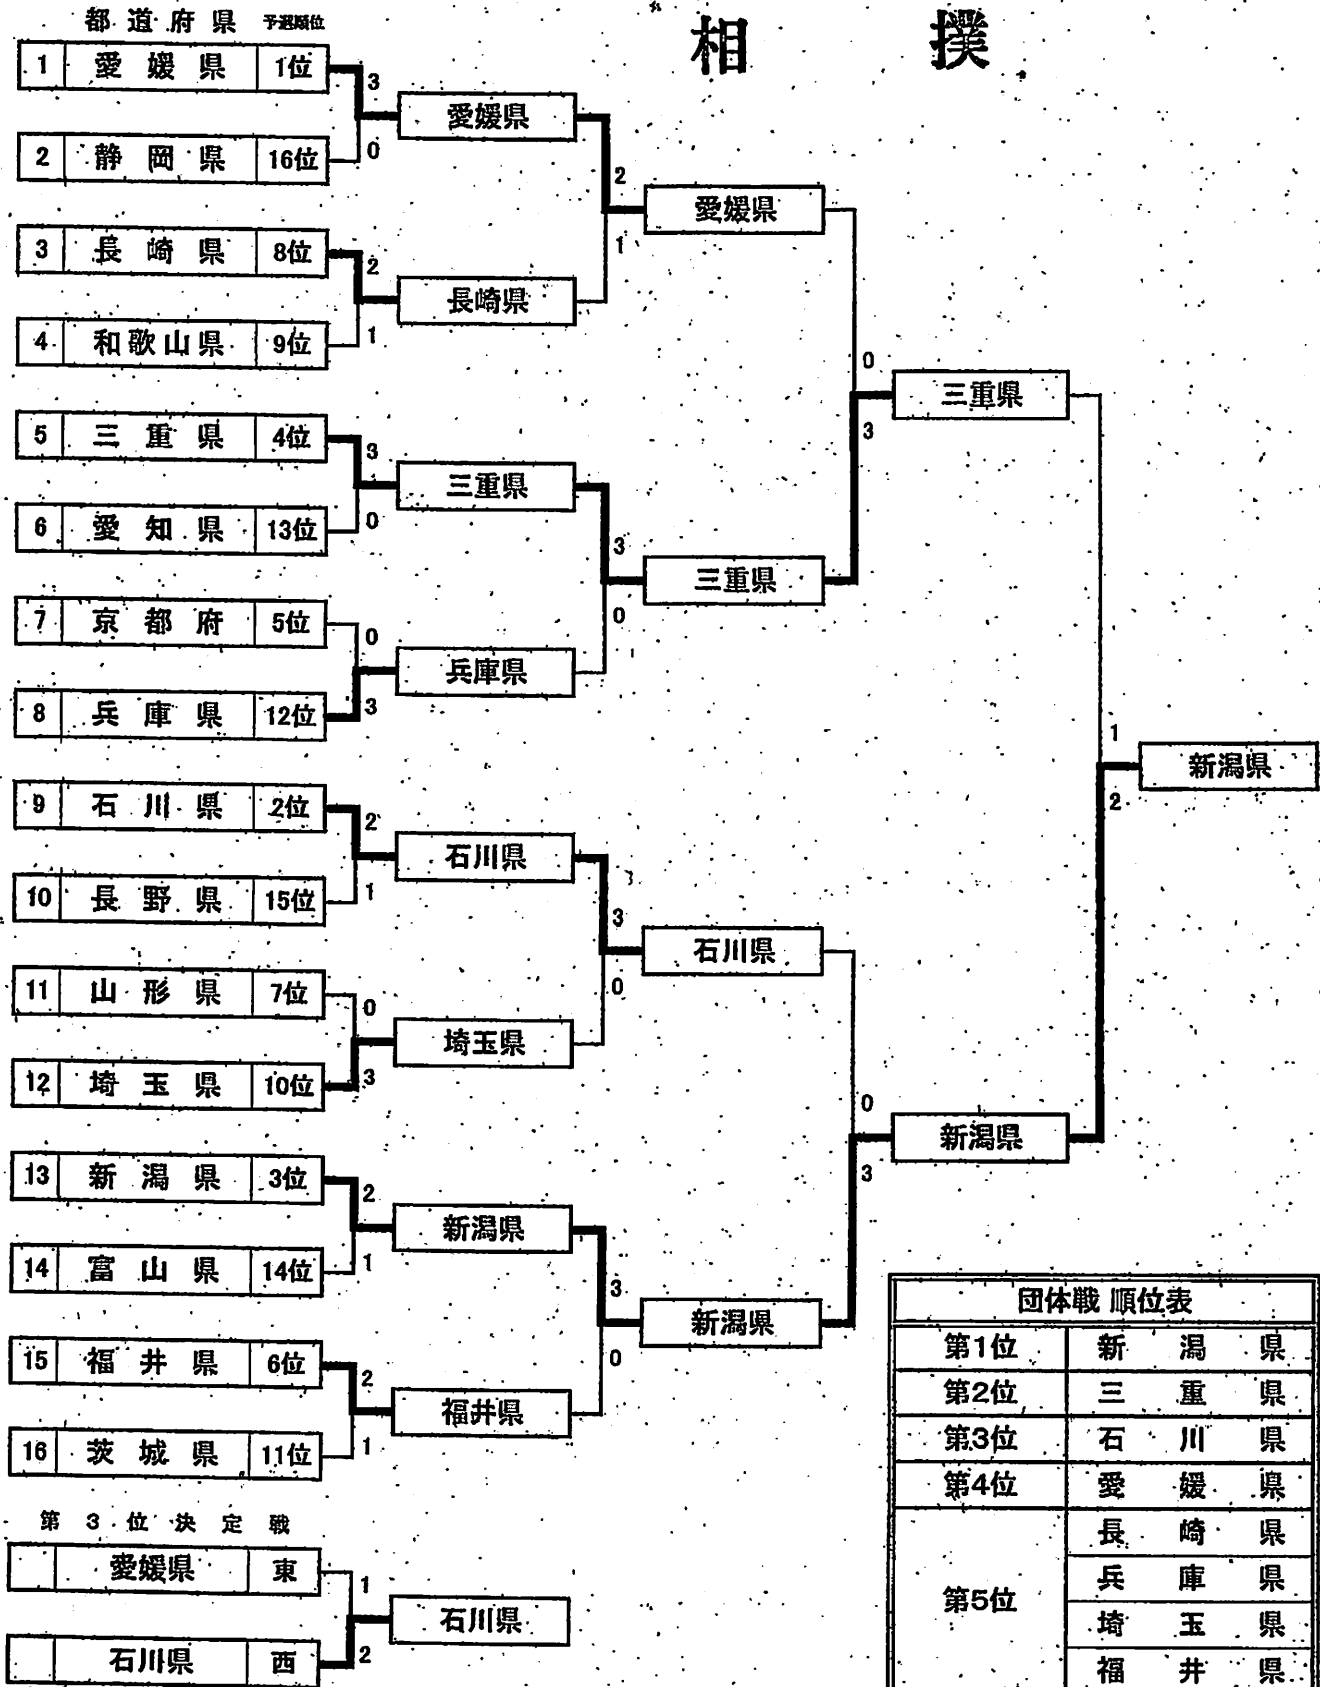 相撲
都道府県 予選順位
1 愛媛県 1位
3
愛媛県
0
2 静岡県 16位
2
愛媛県
1
3 長崎県 8位
2
長崎県
1
4 和歌山県 9位
0
三重県
3
5 三重県 4位
3
三重県
0
6 愛知県 13位
3
三重県
0
7 京都府 5位
0
兵庫県
3
8 兵庫県 12位
1
新潟県
2
9 石川県 2位
2
石川県
1
10 長野県 15位
3
石川県
0
11 山形県 7位
0
埼玉県
3
12 埼玉県 10位
0
新潟県
3
13 新潟県 3位
2
新潟県
1
14 富山県 14位
3
新潟県
0
15 福井県 6位
2
福井県
1
16 茨城県 11位
第3位決定戦
愛媛県 東
1
石川県
2
石川県 西
団体戦 順位表
第1位 新潟県
第2位 三重県
第3位 石川県
第4位 愛媛県
第5位 長崎県
兵庫県
埼玉県
福井県